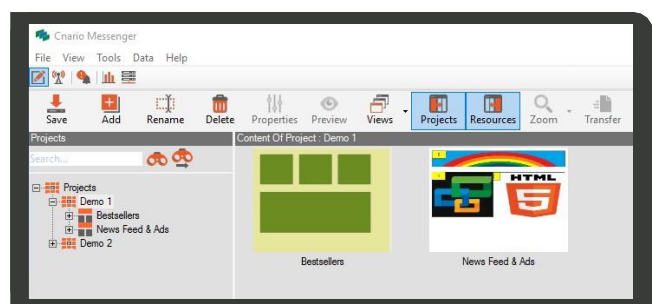 Cnario Messenger
File View Tools Data Help
Save Add Rename Delete Properties Preview Views Projects Resources Zoom Transfer
Projects
Content Of Project : Demo 1
Search...
Projects
Demo 1
Bestsellers
News Feed & Ads
Demo 2
HTML
5
Bestsellers
News Feed & Ads